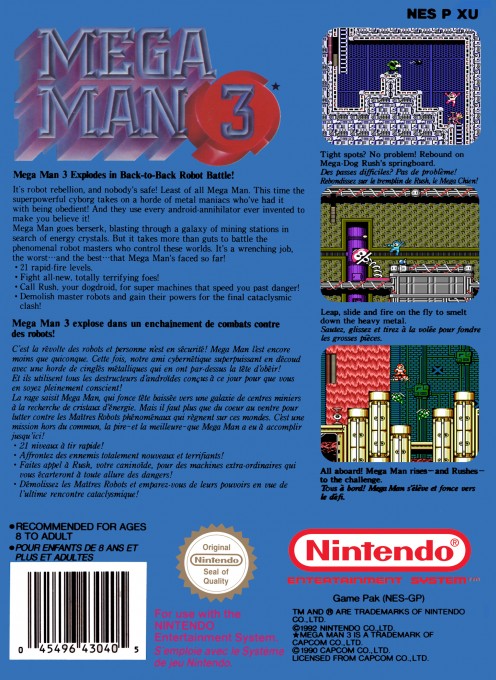 NES P XU
MEGA
MAN 3
Mega Man 3 Explodes in Back-to-Back Robot Battle!
It's robot rebellion, and nobody's safe! Least of all Mega Man. This time the
superpowerful cyborg takes on a horde of metal maniacs who've had it
with being obedient! And they use every android-annihilator ever invented to
make you believe it!
Mega Man goes berserk, blasting through a galaxy of mining stations in
search of energy crystals. But it takes more than guts to battle the
phenomenal robot masters who control these worlds. It's a wrenching job,
the worst—and the best—that Mega Man's faced so far!
• 21 rapid-fire levels.
• Fight all-new, totally terrifying foes!
• Call Rush, your dogdroid, for super machines that speed you past danger!
• Demolish master robots and gain their powers for the final cataclysmic
clash!
Mega Man 3 explose dans un enchaînement de combats contre
des robots!
C'est la révolte des robots et personne n'est en sécurité! Mega Man l'est encore
moins que quiconque. Cette fois, notre ami cybernétique superpuissant en découd
avec une horde de cinglés métalliques qui en ont par-dessus la tête d'obéir!
Et ils utilisent tous les destructeurs d'androïdes conçus à ce jour pour que vous
en soyez pleinement conscient!
La rage saisit Mega Man, qui fonce tête baissée vers une galaxie de centres miniers
à la recherche de cristaux d'énergie. Mais il faut plus que du coeur au ventre pour
lutter contre les Maîtres Robots phénoménaux qui règnent sur ces mondes. C'est une
mission hors du commun, la pire-et la meilleure-que Mega Man a eu à accomplir
jusqu'ici!
• 21 niveaux à tir rapide!
• Affrontez des ennemis totalement nouveaux et terrifiants!
• Faites appel à Rush, votre caninoïde, pour des machines extra-ordinaires qui
vous écarteront à toute allure des dangers!
• Démolissez les Maîtres Robots et emparez-vous de leurs pouvoirs en vue de
l'ultime rencontre cataclysmique!
Tight spots? No problem! Rebound on
Mega-Dog Rush's springboard.
Des passes difficiles? Pas de problème!
Rebondissez sur le tremplin de Rush, le Mega Chien!
Leap, slide and fire on the fly to smelt
down the heavy metal.
Sautez, glissez et tirez à la volée pour fondre
les grosses pièces.
All aboard! Mega Man rises—and Rushes—
to the challenge.
Tous à bord! Mega Man s'élève et fonce vers
le défi.
•RECOMMENDED FOR AGES
8 TO ADULT
•POUR ENFANTS DE 8 ANS ET
PLUS ET ADULTES
Original
Nintendo
Seal of
Quality
0 45496 43040 5
For use with the
NINTENDO
Entertainment System.
S'emploie avec le Système
de jeu Nintendo.
Nintendo®
ENTERTAINMENT SYSTEM™
Game Pak (NES-GP)
TM AND ® ARE TRADEMARKS OF NINTENDO
CO.,LTD.
©1992 NINTENDO CO.,LTD.
★MEGA MAN 3 IS A TRADEMARK OF
CAPCOM CO., LTD.
©1990 CAPCOM CO.,LTD.
LICENSED FROM CAPCOM CO.,LTD.